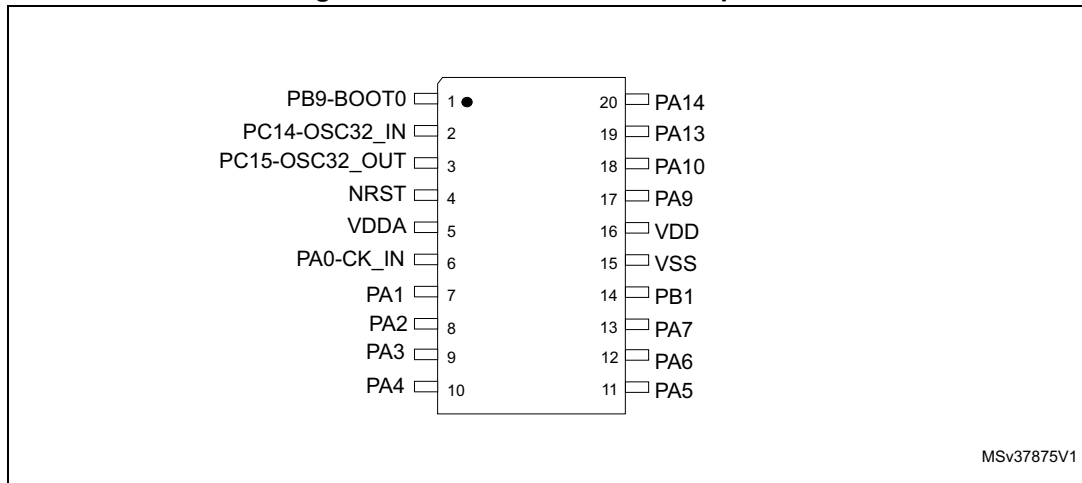 PB9-BOOT0 1 20 PA14
PC14-OSC32_IN 2 19 PA13
PC15-OSC32_OUT 3 18 PA10
NRST 4 17 PA9
VDDA 5 16 VDD
PA0-CK_IN 6 15 VSS
PA1 7 14 PB1
PA2 8 13 PA7
PA3 9 12 PA6
PA4 10 11 PA5
MSv37875V1